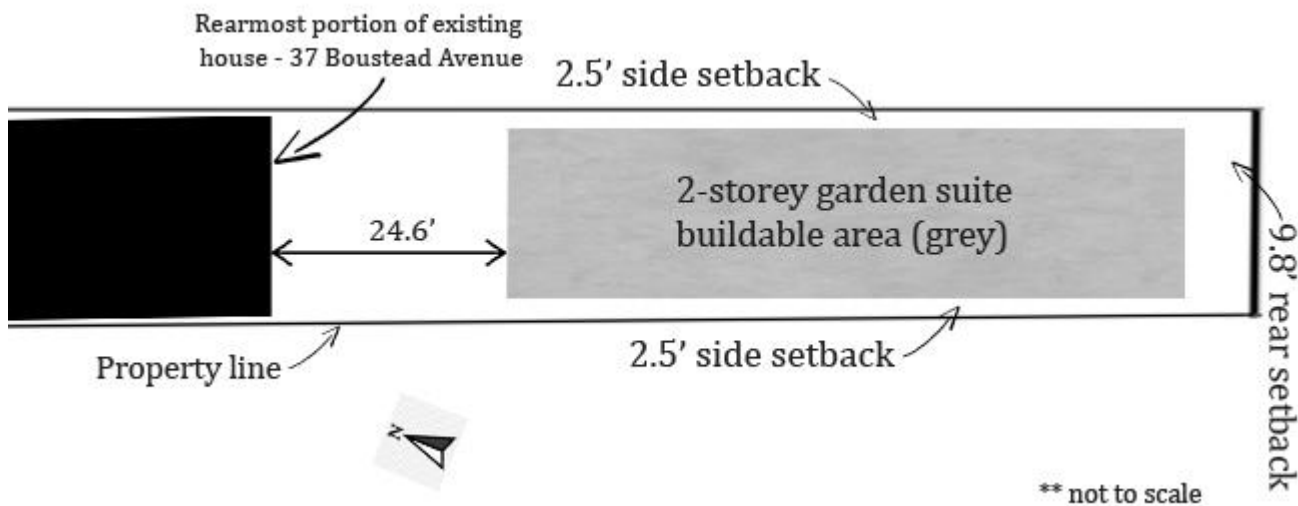 Rearmost portion of existing
house - 37 Boustead Avenue
2.5’ side setback
24.6’
2-storey garden suite
buildable area (grey)
9.8’ rear setback
Property line
2.5’ side setback
N
** not to scale